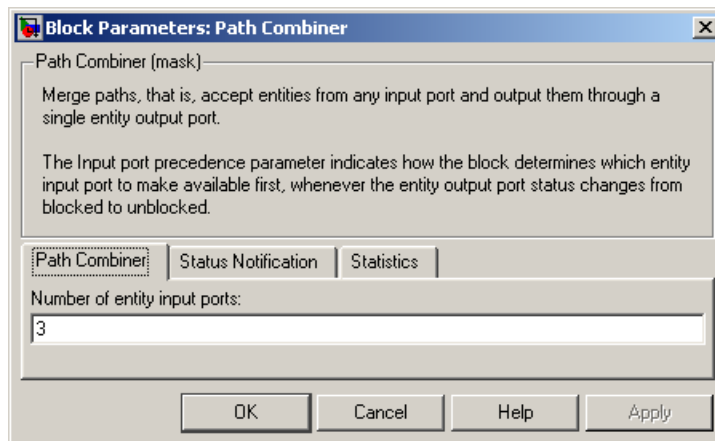 Block Parameters: Path Combiner
Path Combiner (mask)
Merge paths, that is, accept entities from any input port and output them through a
single entity output port.
The Input port precedence parameter indicates how the block determines which entity
input port to make available first, whenever the entity output port status changes from
blocked to unblocked.
Path Combiner Status Notification Statistics
Number of entity input ports:
3
OK Cancel Help Apply